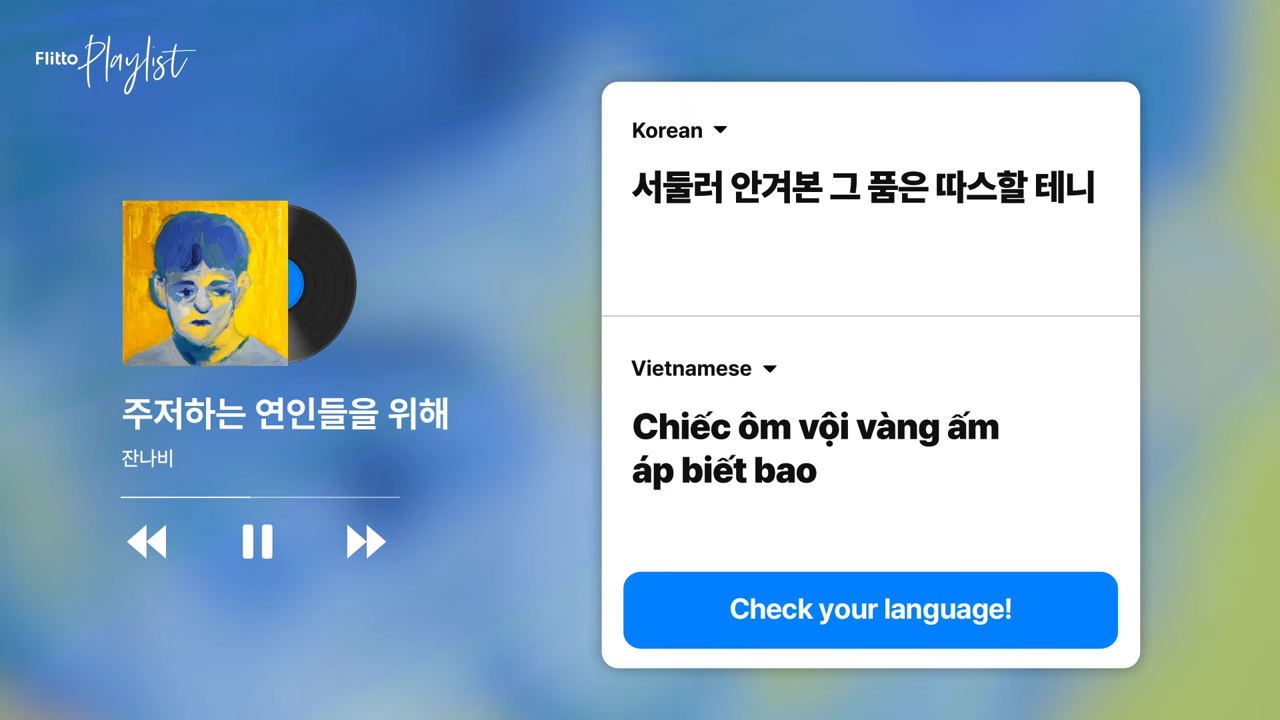 Flitto Playlist
주저하는 연인들을 위해
잔나비
Korean
서둘러 안겨본 그 품은 따스할 테니
Vietnamese
Chiếc ôm vội vàng ấm
áp biết bao
Check your language!